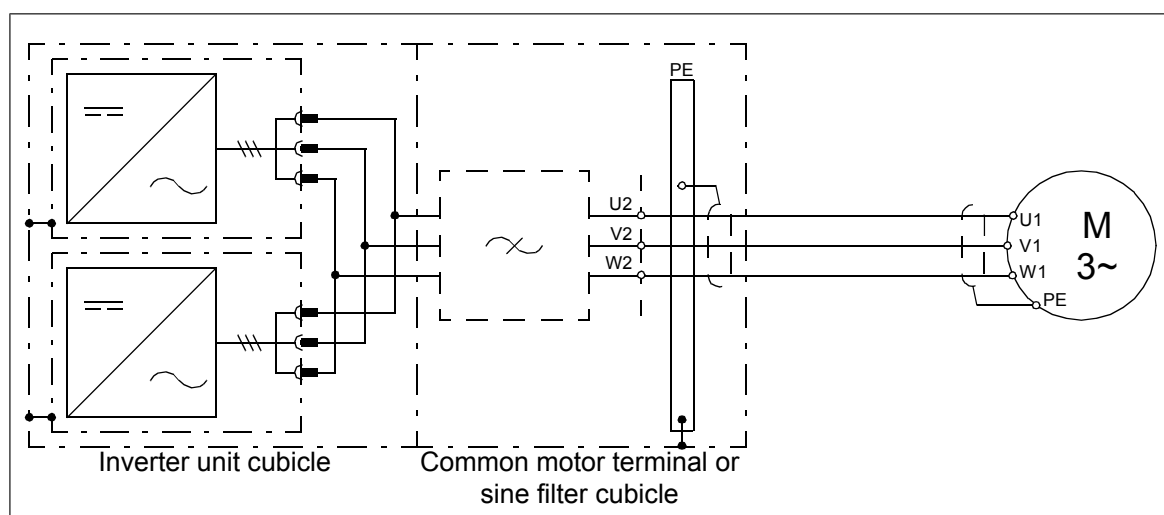 PE
U2
V2
W2
U1
V1
W1
PE
M
3~
Inverter unit cubicle
Common motor terminal or
sine filter cubicle